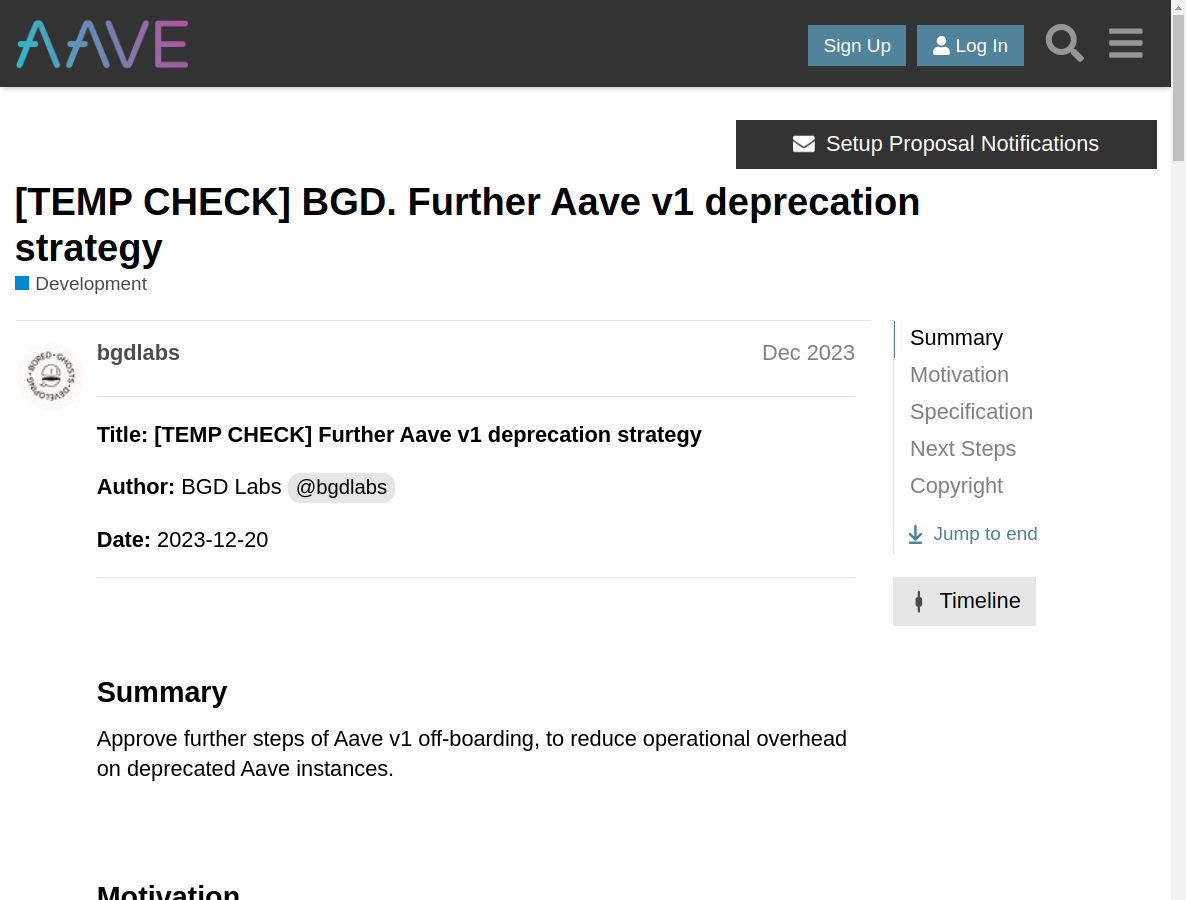 AAVE
Sign Up
Log In
Setup Proposal Notifications
[TEMP CHECK] BGD. Further Aave v1 deprecation
strategy
Development
bgdlabs
Dec 2023
BORED · GHOSTS · DEVELOPING ·
Title: [TEMP CHECK] Further Aave v1 deprecation strategy
Author: BGD Labs @bgdlabs
Date: 2023-12-20
Summary
Approve further steps of Aave v1 off-boarding, to reduce operational overhead
on deprecated Aave instances.
Motivation
Summary
Motivation
Specification
Next Steps
Copyright
Jump to end
Timeline